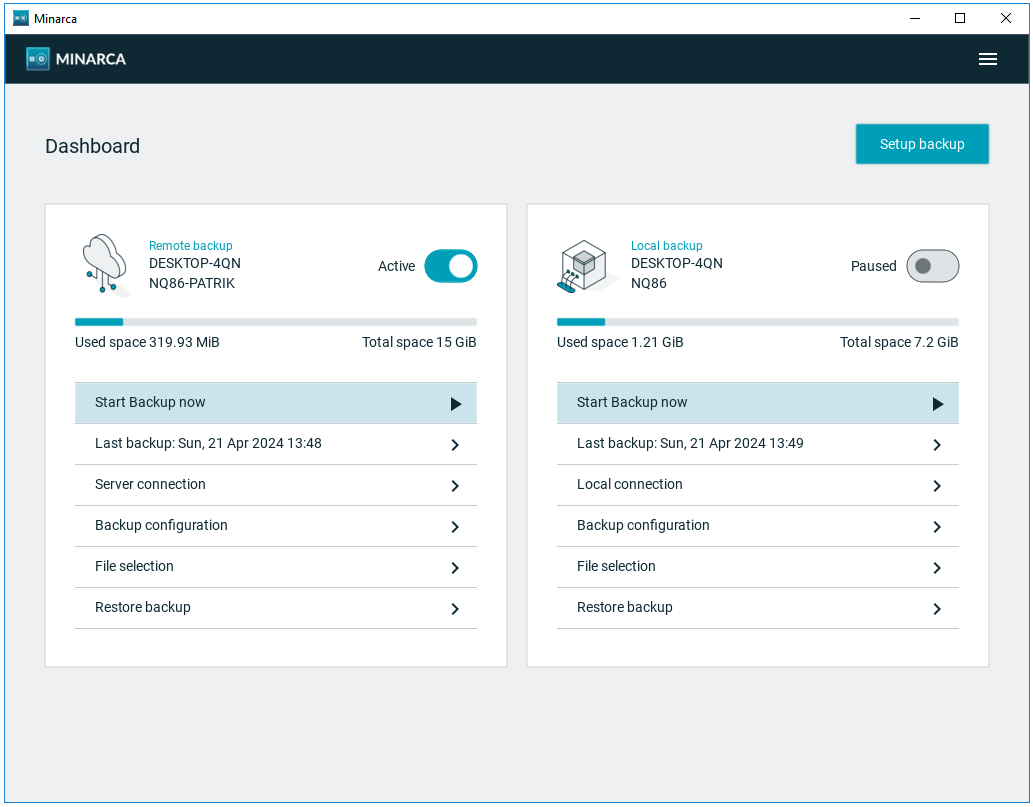 Minarca
MINARCA
Dashboard
Setup backup
Remote backup
DESKTOP-4QN
NQ86-PATRIK
Active
Used space 319.93 MiB
Total space 15 GiB
Start Backup now
Last backup: Sun, 21 Apr 2024 13:48
Server connection
Backup configuration
File selection
Restore backup
Local backup
DESKTOP-4QN
NQ86
Paused
Used space 1.21 GiB
Total space 7.2 GiB
Start Backup now
Last backup: Sun, 21 Apr 2024 13:49
Local connection
Backup configuration
File selection
Restore backup